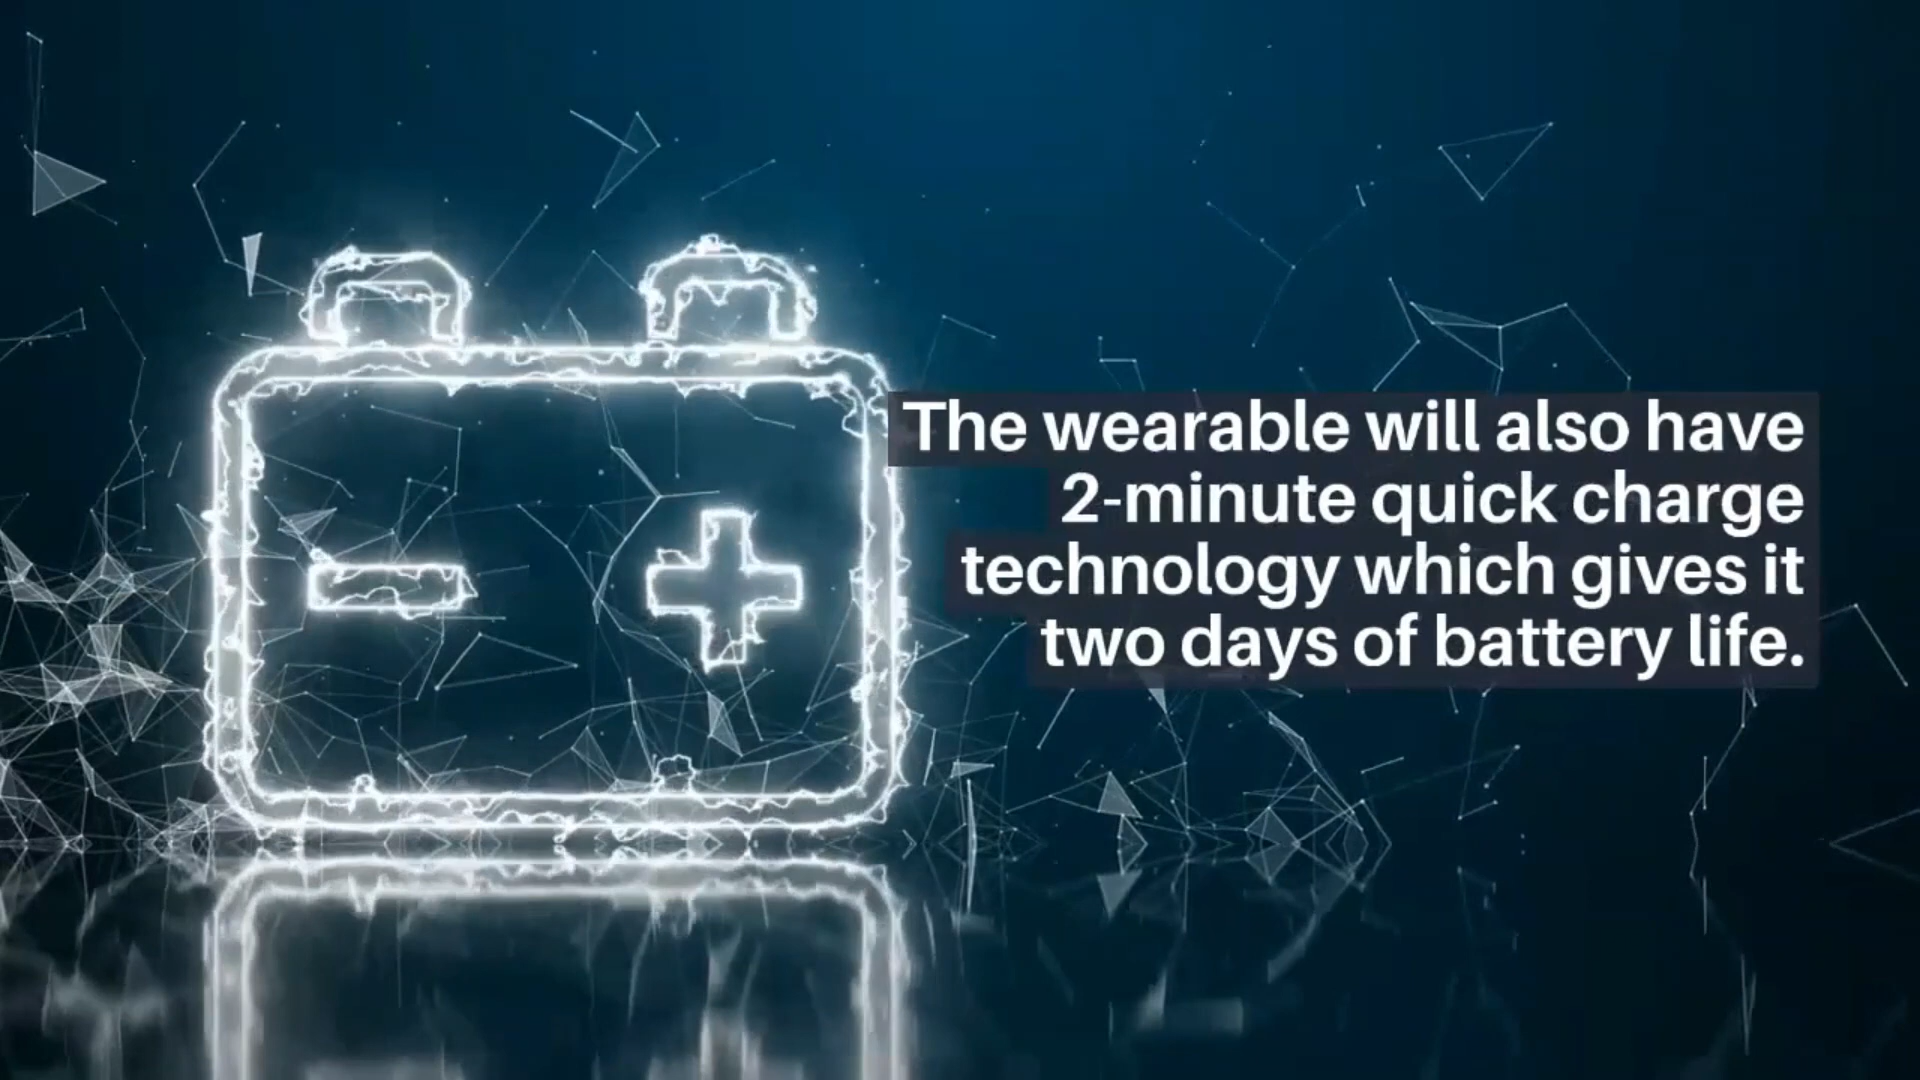 The wearable will also have
2-minute quick charge
technology which gives it
two days of battery life.